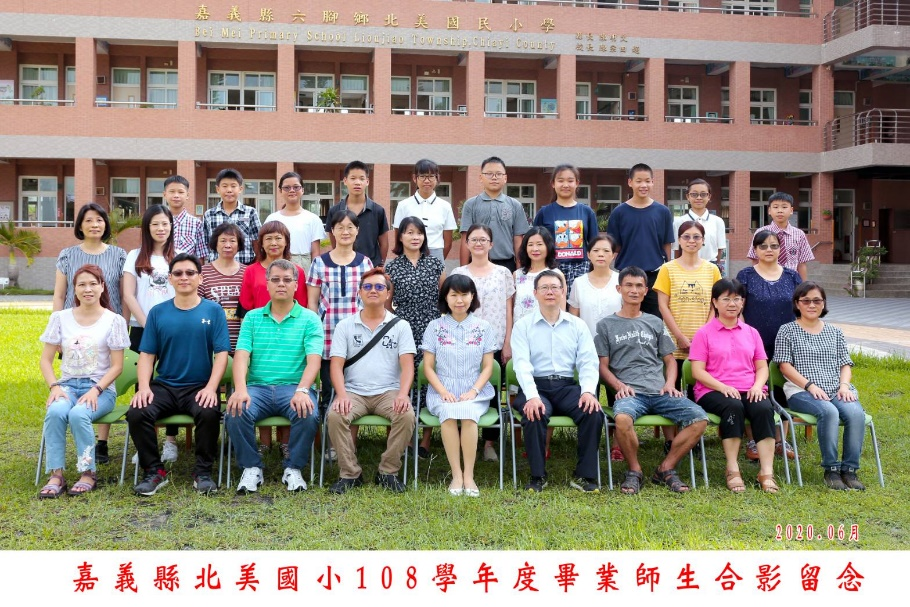 嘉義縣六腳鄉北美國民小學
Bei Mei Primary School Lioujiao Township,Chiayi County
DONALD
2020.06月
嘉義縣北美國小108學年度畢業師生合影留念